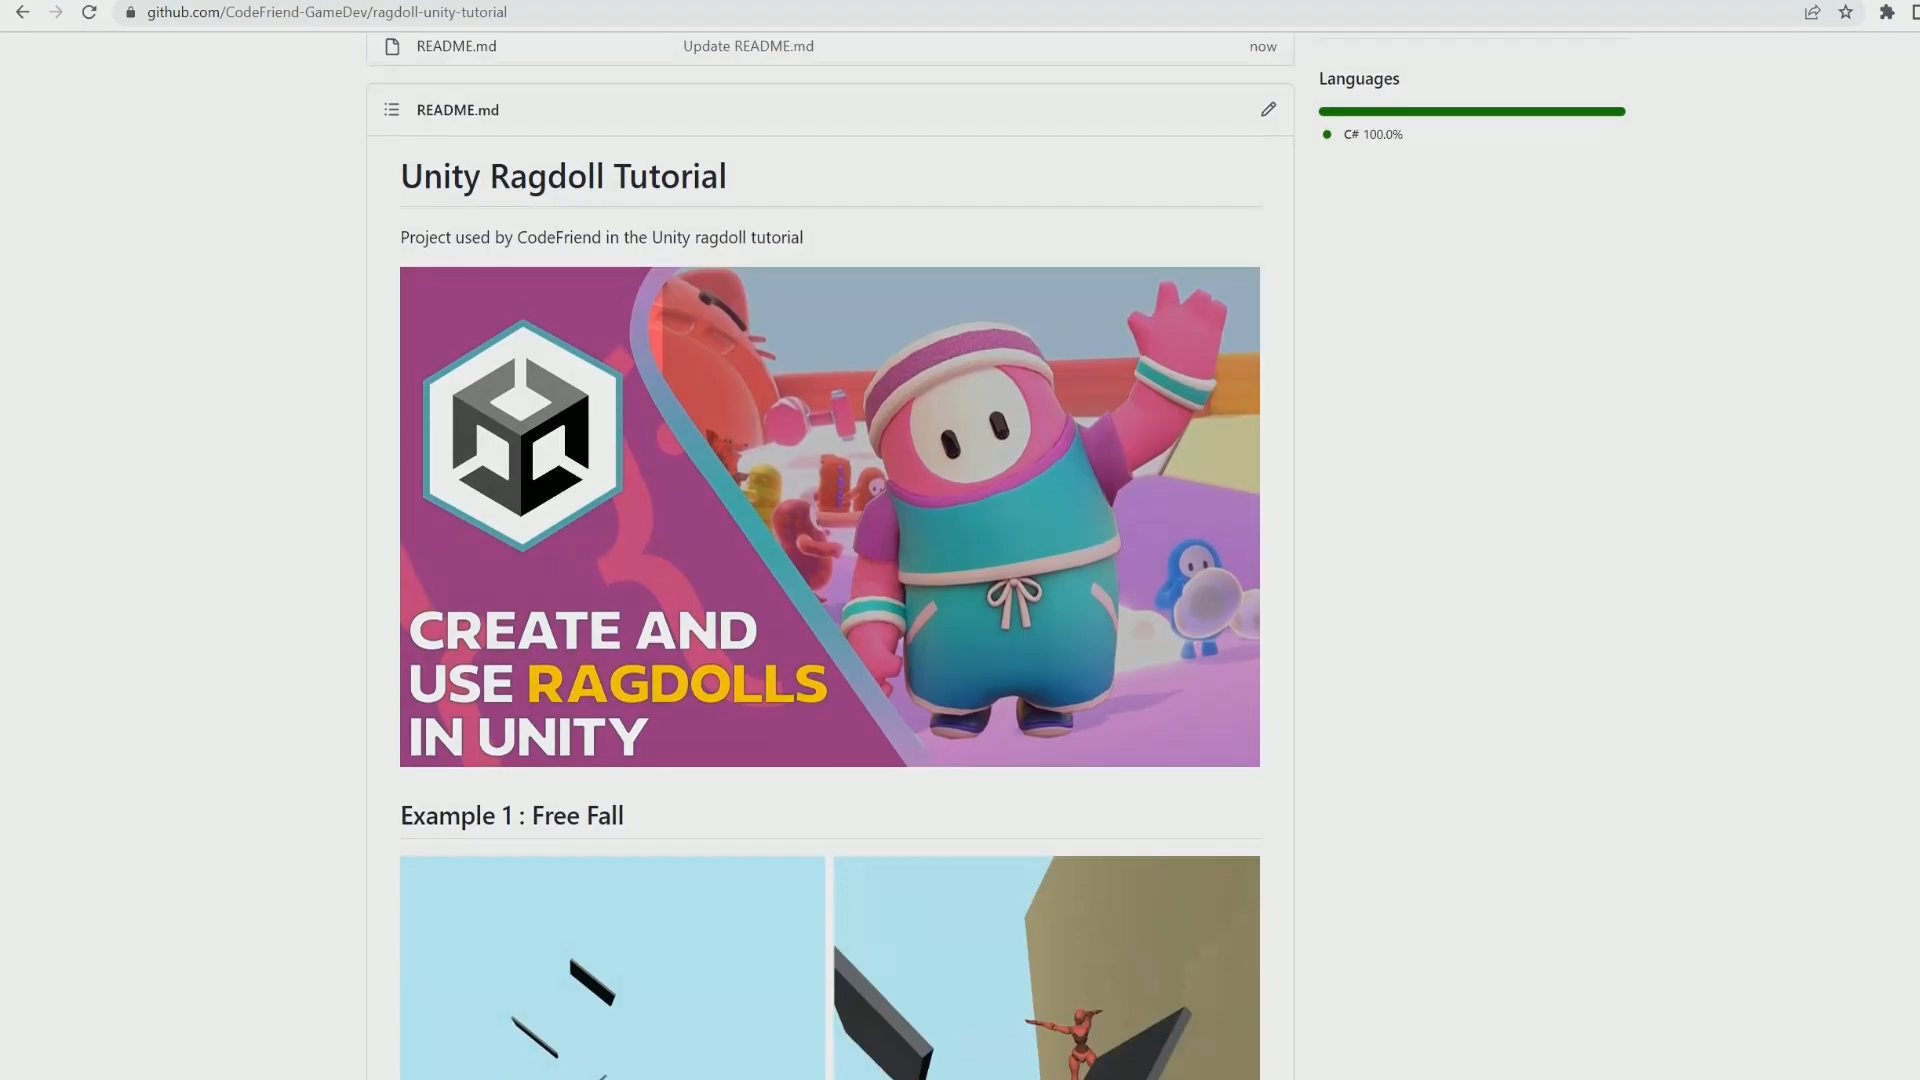 github.com/CodeFriend-GameDev/ragdoll-unity-tutorial
README.md Update README.md now
Languages
README.md
C# 100.0%
Unity Ragdoll Tutorial
Project used by CodeFriend in the Unity ragdoll tutorial
CREATE AND
USE RAGDOLLS
IN UNITY
Example 1 : Free Fall